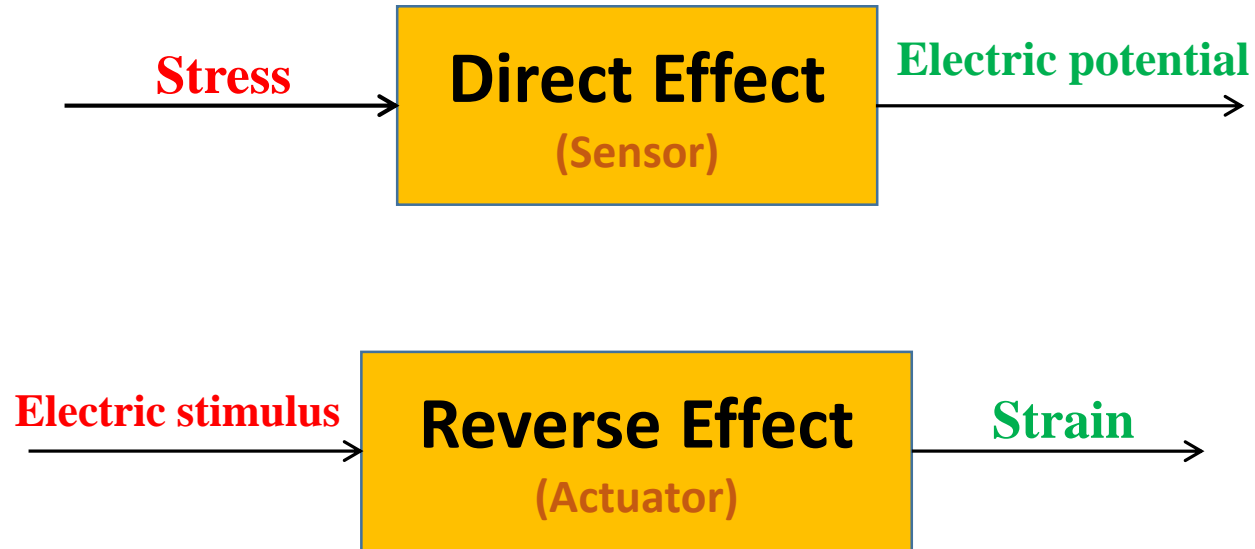 Stress
Direct Effect
(Sensor)
Electric potential
Electric stimulus
Reverse Effect
(Actuator)
Strain